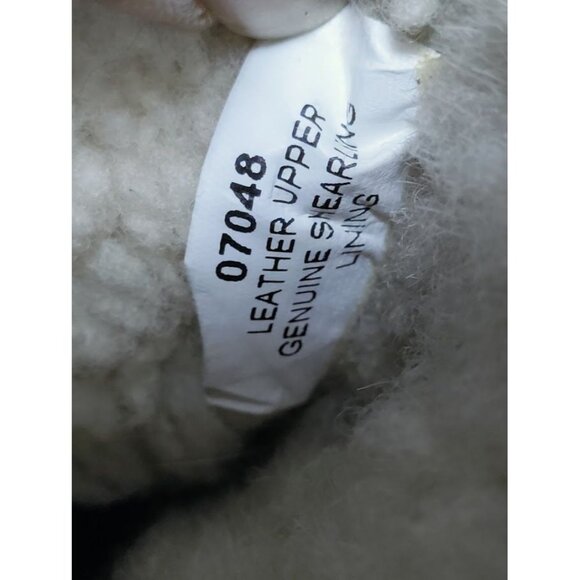 07048
LEATHER UPPER
GENUINE SHEARLING
LINING